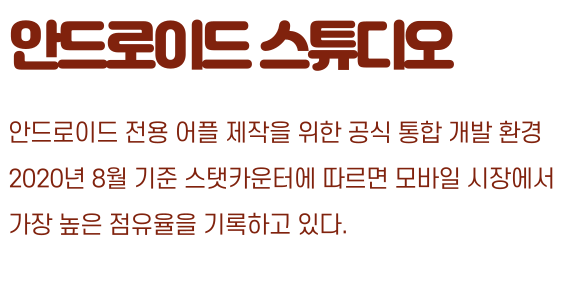 안드로이드 스튜디오
안드로이드 전용 어플 제작을 위한 공식 통합 개발 환경
2020년 8월 기준 스탯카운터에 따르면 모바일 시장에서
가장 높은 점유율을 기록하고 있다.